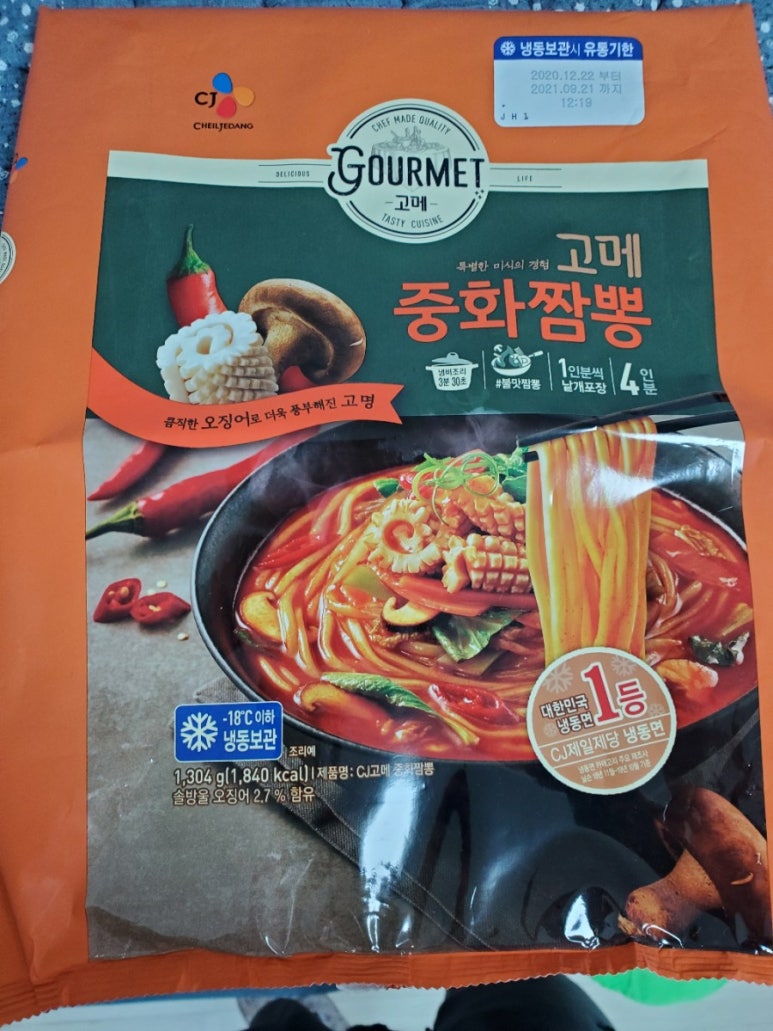 냉동보관시 유통기한
2020.12.22 부터
2021.09.21 까지
12:19
JH1
CJ
CHEILJEDANG
CHEF MADE QUALITY
DELICIOUS
GOURMET
LIFE
고메
TASTY CUISINE
특별한 미식의 경험 고메
중화짬뽕
냄비조리
3분 30초
#불맛짬뽕
1인분씩
낱개포장
4인분
큼직한 오징어로 더욱 풍부해진 고명
대한민국
냉동면
1등
CJ제일제당 냉동면
-18℃ 이하
냉동보관
조리예
1,304 g(1,840 kcal) | 제품명: CJ고메 중화짬뽕
솔방울 오징어 2.7 % 함유